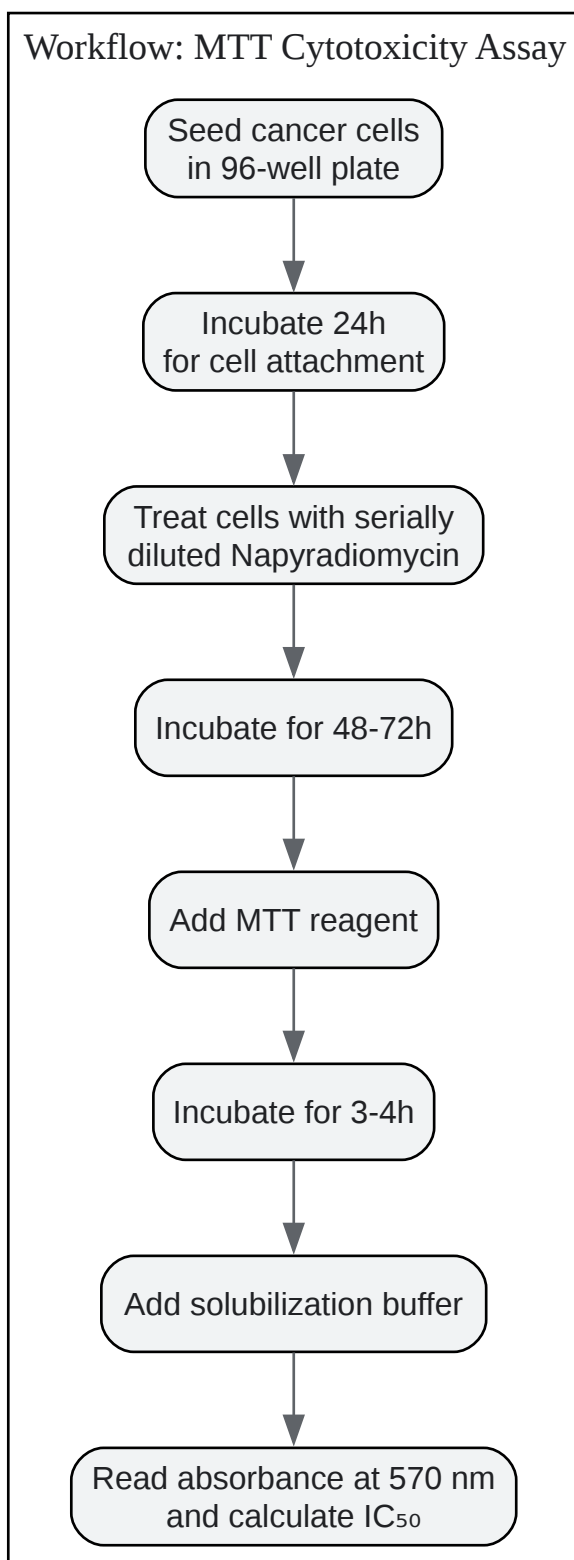 Workflow: MTT Cytotoxicity Assay
Seed cancer cells
in 96-well plate
Incubate 24h
for cell attachment
Treat cells with serially
diluted Napyradiomycin
Incubate for 48-72h
Add MTT reagent
Incubate for 3-4h
Add solubilization buffer
Read absorbance at 570 nm
and calculate IC₅₀